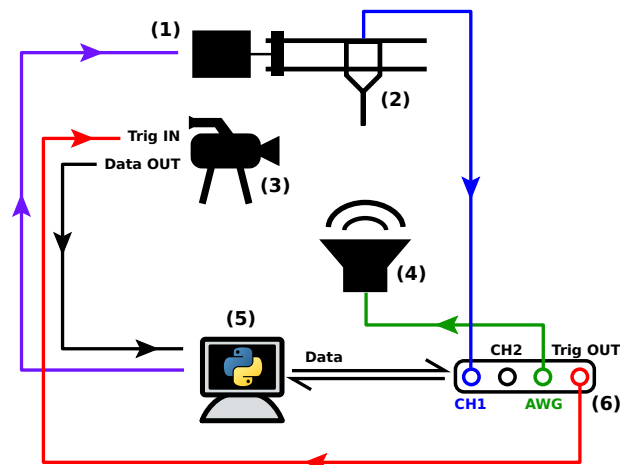 (1)
(2)
Trig IN
Data OUT
(3)
(4)
(5)
Data
CH2
Trig OUT
CH1
AWG
(6)